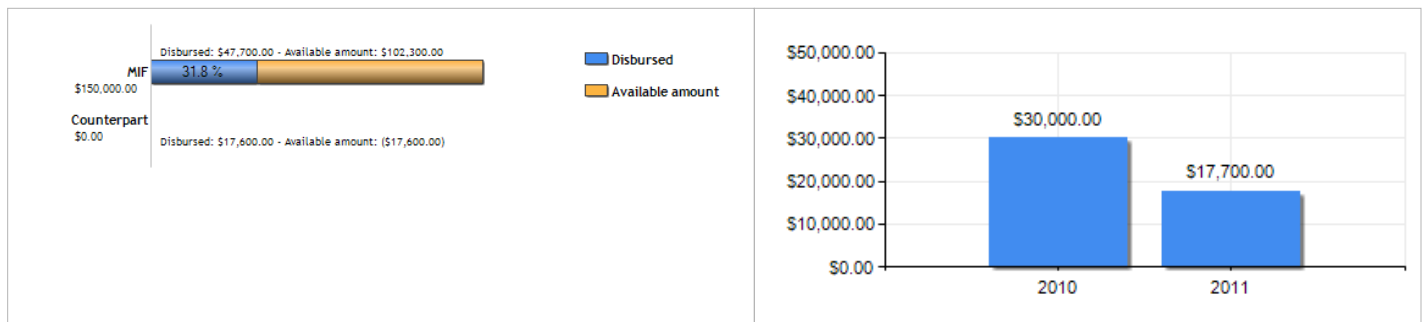 Disbursed: $47,700.00 - Available amount: $102,300.00
MIF
31.8 %
$150,000.00
Counterpart
$0.00
Disbursed: $17,600.00 - Available amount: ($17,600.00)
Disbursed
Available amount
$50,000.00
$40,000.00
$30,000.00
$20,000.00
$10,000.00
$0.00
$30,000.00
$17,700.00
2010
2011